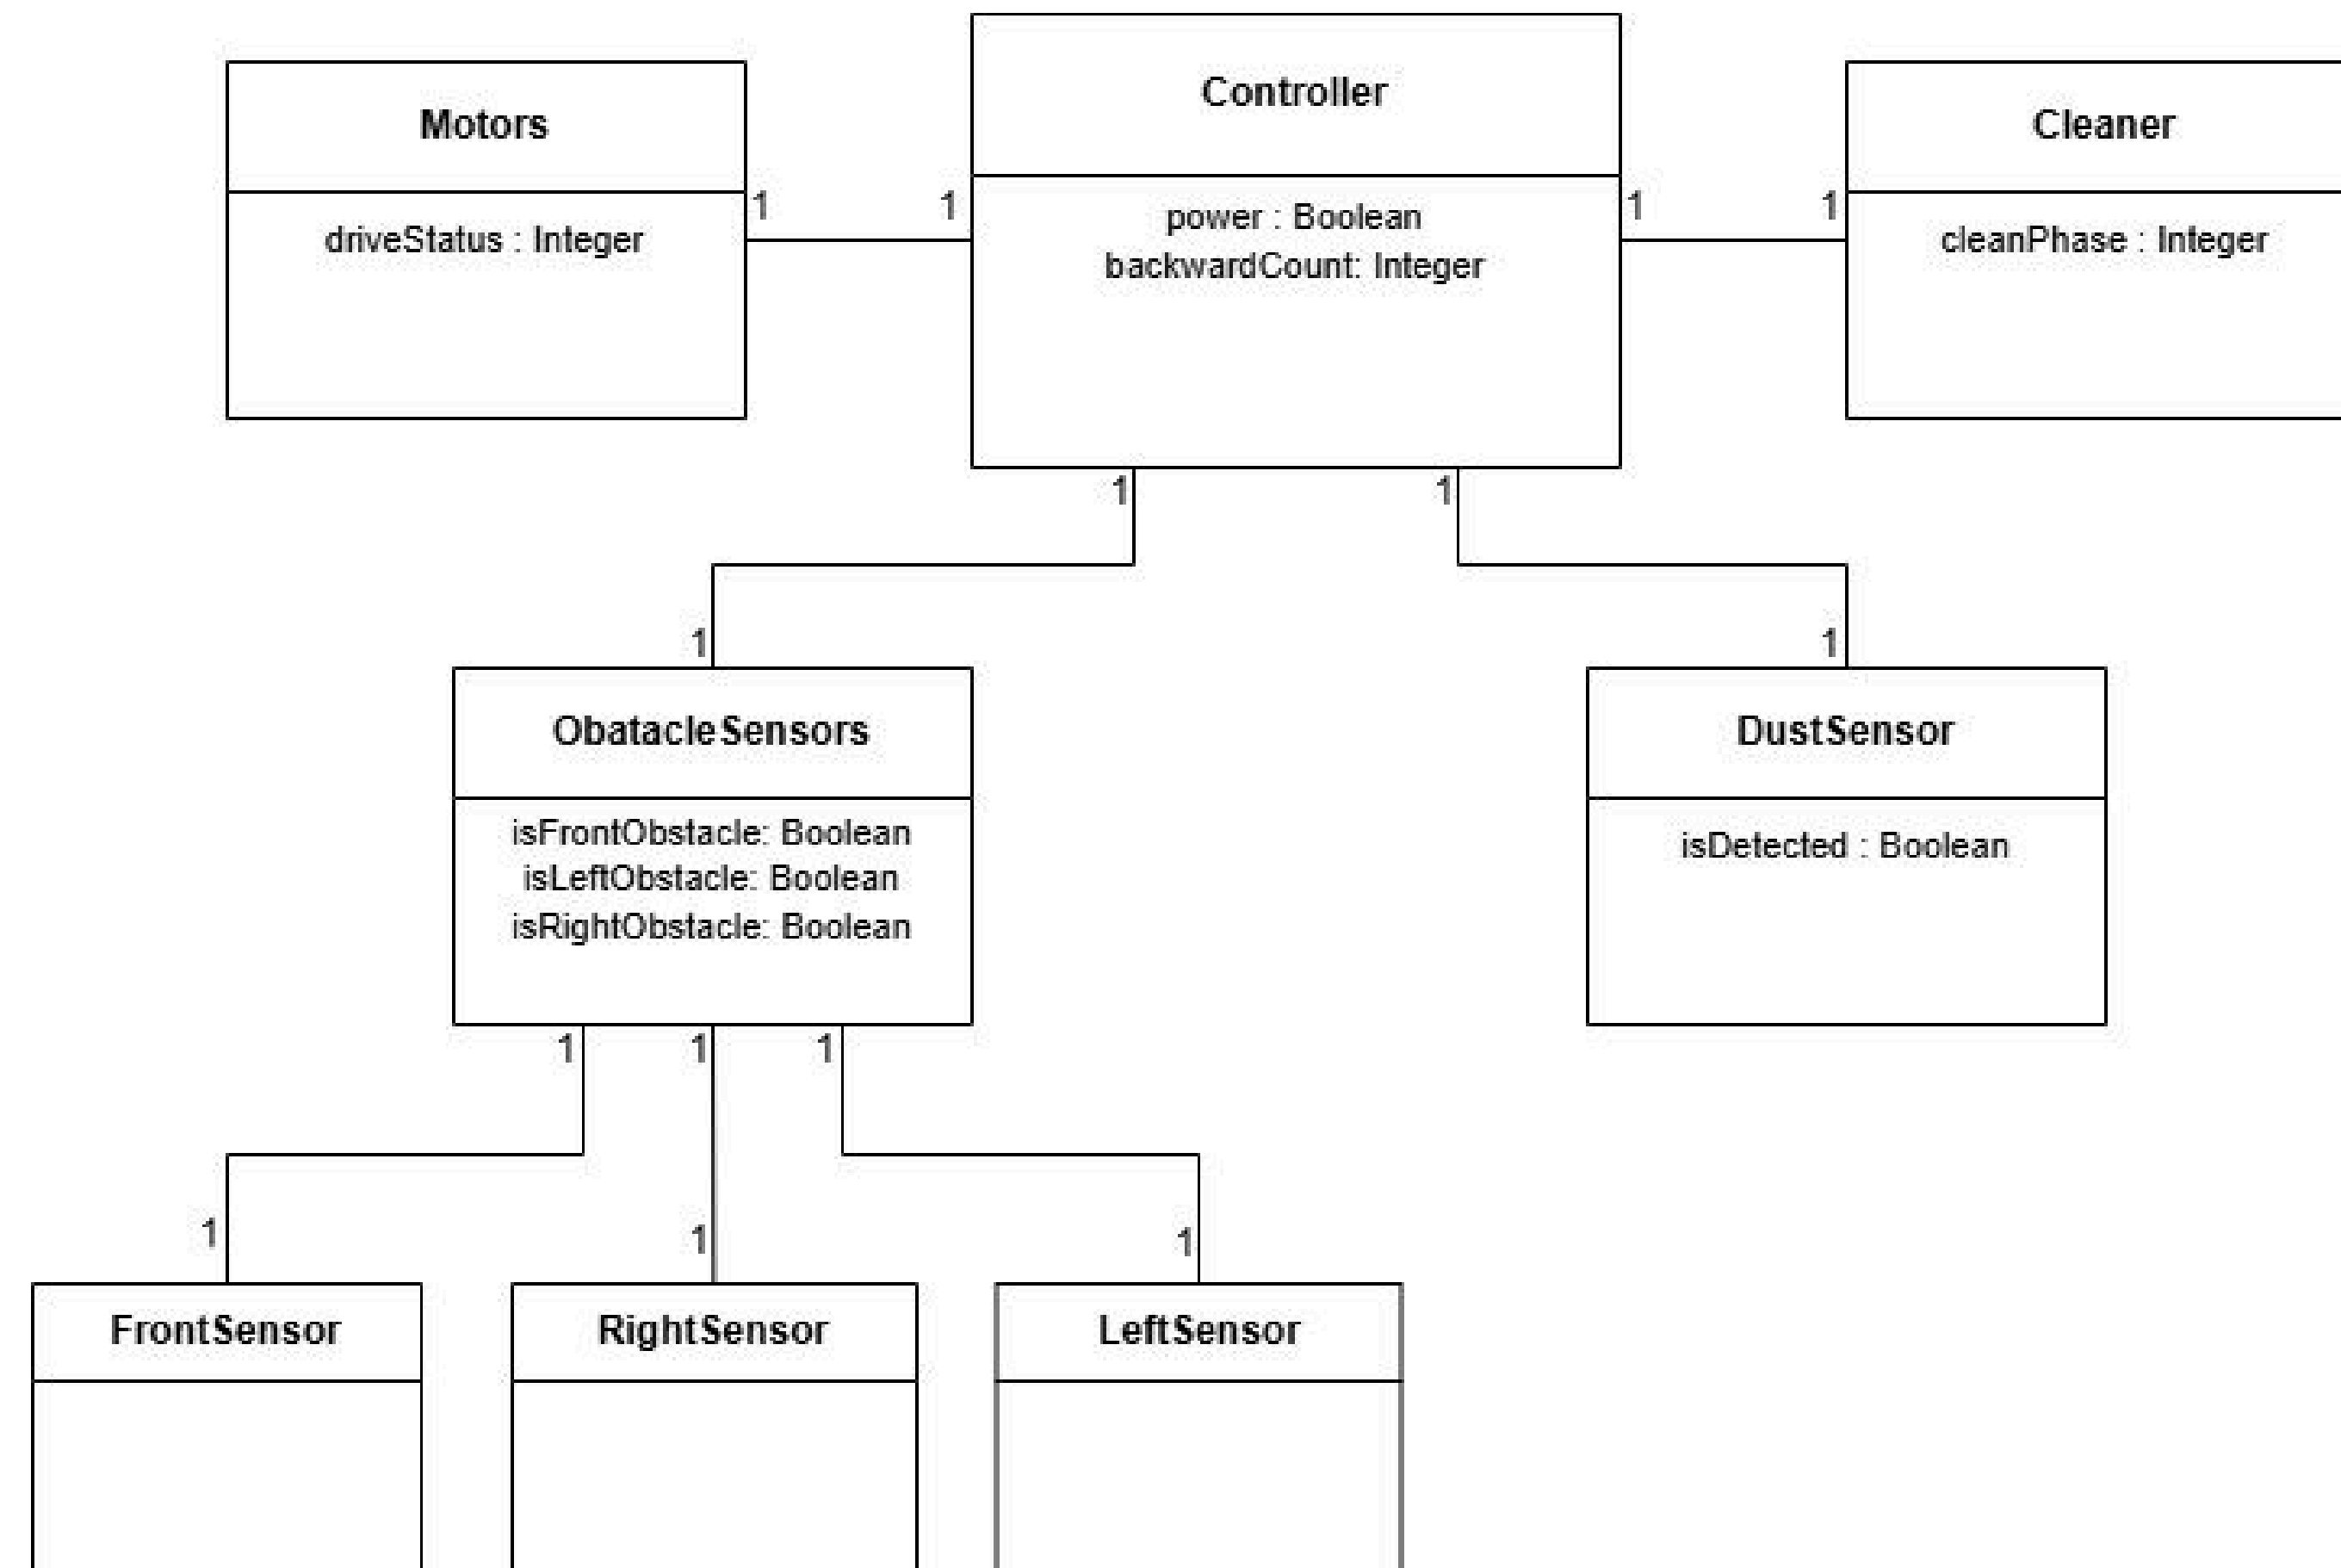 Motors
driveStatus : Integer
1
1
Controller
power : Boolean
backwardCount: Integer
1
1
Cleaner
cleanPhase : Integer
1
1
1
1
ObatacleSensors
isFrontObstacle: Boolean
isLeftObstacle: Boolean
isRightObstacle: Boolean
DustSensor
isDetected : Boolean
1
1
1
1
1
1
FrontSensor
RightSensor
LeftSensor